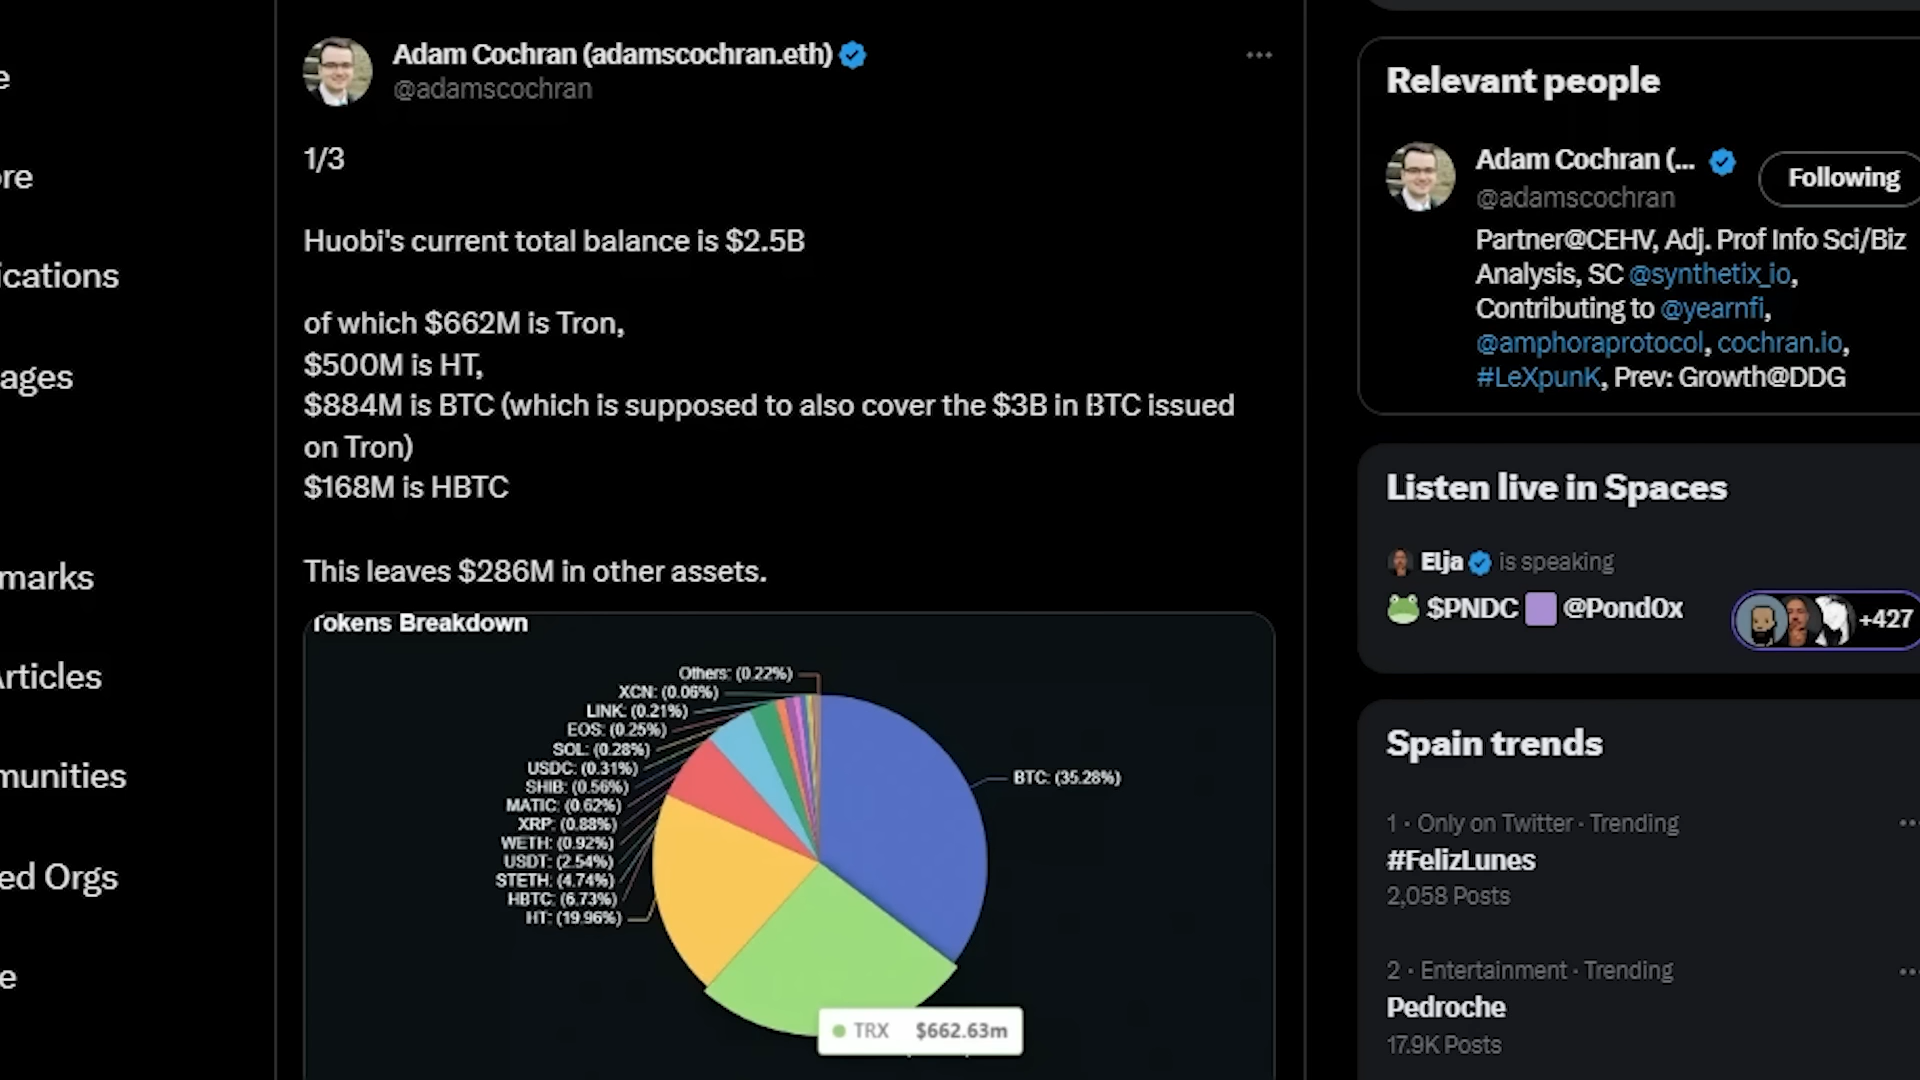 e
ore
ications
ages
marks
Articles
munities
ed Orgs
e
Adam Cochran (adamscochran.eth)
@adamscochran
1/3
Huobi's current total balance is $2.5B
of which $662M is Tron,
$500M is HT,
$884M is BTC (which is supposed to also cover the $3B in BTC issued
on Tron)
$168M is HBTC
This leaves $286M in other assets.
Tokens Breakdown
Others: (0.22%)
XCN: (0.06%)
LINK: (0.21%)
EOS: (0.25%)
SOL: (0.28%)
USDC: (0.31%)
SHIB: (0.56%)
MATIC: (0.62%)
XRP: (0.88%)
WETH: (0.92%)
USDT: (2.54%)
STETH: (4.74%)
HBTC: (6.73%)
HT: (19.96%)
BTC: (35.28%)
TRX $662.63m
Relevant people
Adam Cochran (...
@adamscochran
Following
Partner@CEHV, Adj. Prof Info Sci/Biz
Analysis, SC @synthetix_io,
Contributing to @yearnfi,
@amphoraprotocol, cochran.io,
#LeXpunK, Prev: Growth@DDG
Listen live in Spaces
Elja is speaking
$PNDC @Pond0x
+427
Spain trends
1 · Only on Twitter · Trending
#FelizLunes
2,058 Posts
2 · Entertainment · Trending
Pedroche
17.9K Posts